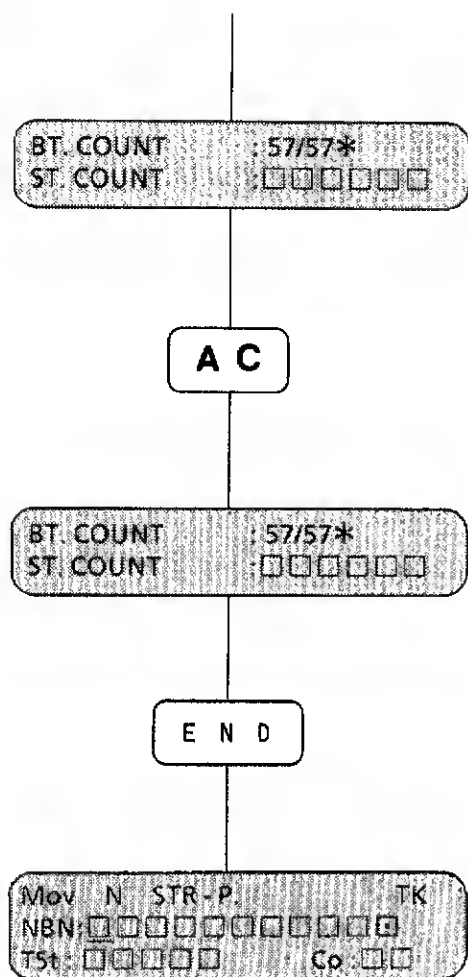 BT. COUNT : 57/57*
ST. COUNT : □□□□□□
A C
BT. COUNT : 57/57*
ST. COUNT : □□□□□□
E N D
Mov N STR-P. TK
NBN: □□□□□□□□□□□
TSt: □□□□□ Co: □□